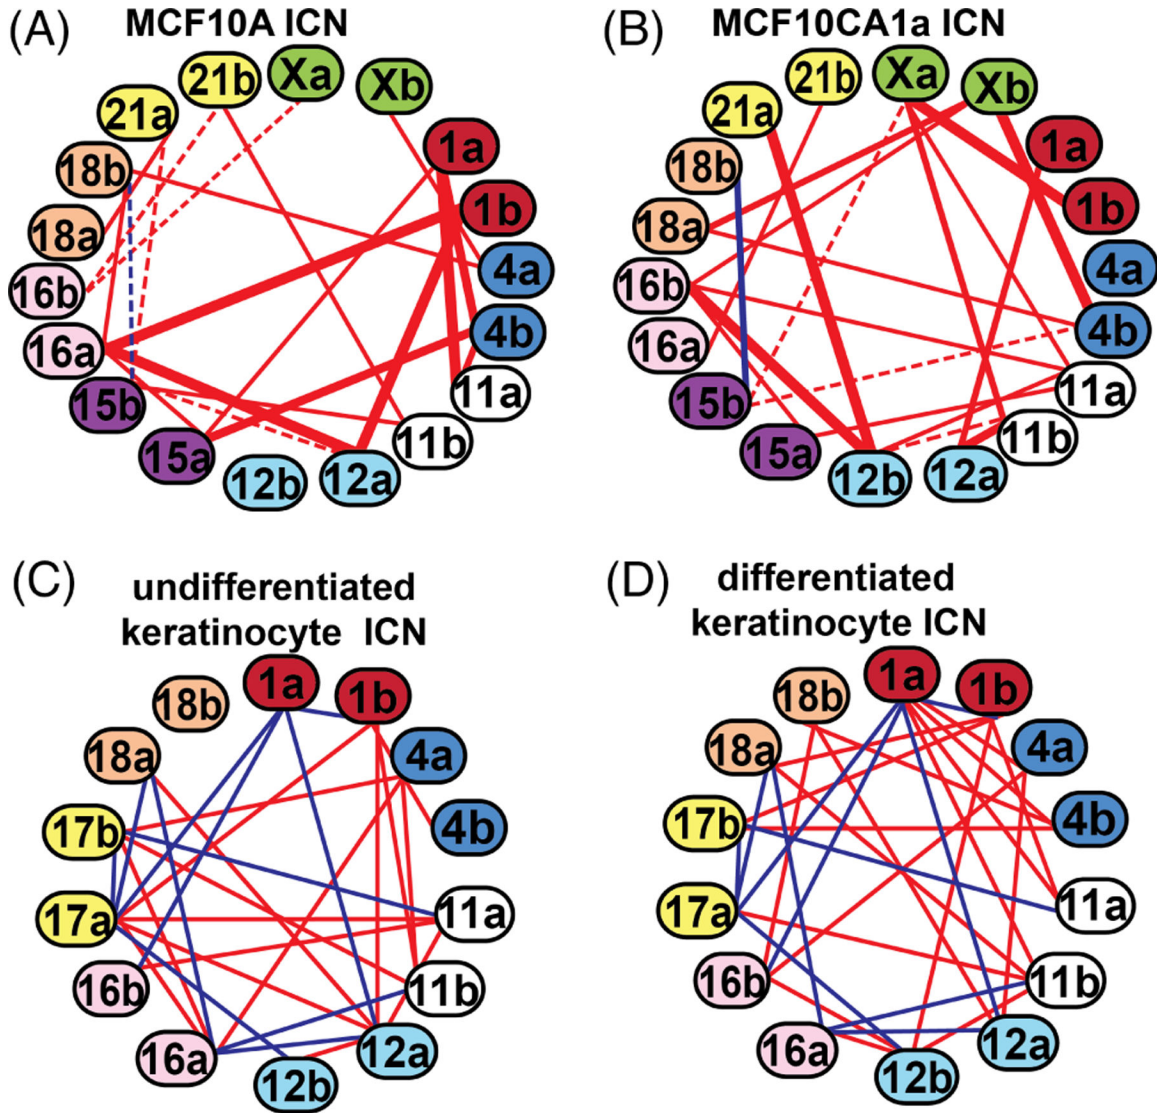 (A) MCF10A ICN
21b Xa Xb
21a 1a
18b 1b
18a 4a
16b 4b
16a 11a
15b 11b
15a 12b 12a
(B) MCF10CA1a ICN
21b Xa Xb
21a 1a
18b 1b
18a 4a
16b 4b
16a 11a
15b 11b
15a 12b 12a
(C) undifferentiated
keratinocyte ICN
18b 1a 1b
18a 4a
17b 4b
17a 11a
16b 11b
16a 12b 12a
(D) differentiated
keratinocyte ICN
18b 1a 1b
18a 4a
17b 4b
17a 11a
16b 11b
16a 12b 12a